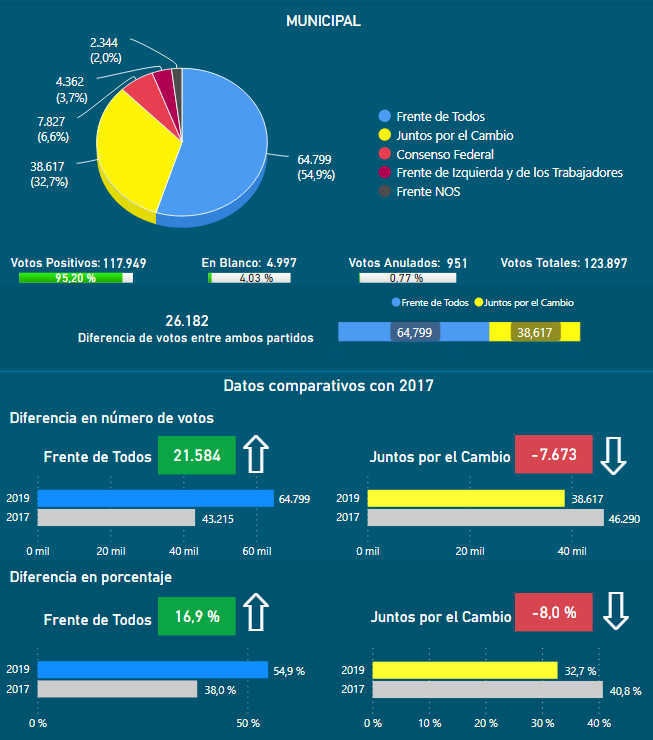 MUNICIPAL
2.344
(2,0%)
4.362
(3,7%)
7.827
(6,6%)
38.617
(32,7%)
64.799
(54,9%)
Frente de Todos
Juntos por el Cambio
Consenso Federal
Frente de Izquierda y de los Trabajadores
Frente NOS
Votos Positivos: 117.949
95,20 %
En Blanco: 4.997
4,03 %
Votos Anulados: 951
0,77 %
Votos Totales: 123.897
26.182
Diferencia de votos entre ambos partidos
Frente de Todos Juntos por el Cambio
64,799 38,617
Datos comparativos con 2017
Diferencia en número de votos
Frente de Todos 21.584
2019 64.799
2017 43.215
0 mil 20 mil 40 mil 60 mil
Juntos por el Cambio -7.673
2019 38.617
2017 46.290
0 mil 20 mil 40 mil
Diferencia en porcentaje
Frente de Todos 16,9 %
2019 54,9 %
2017 38,0 %
0 % 50 %
Juntos por el Cambio -8,0 %
2019 32,7 %
2017 40,8 %
0 % 10 % 20 % 30 % 40 %